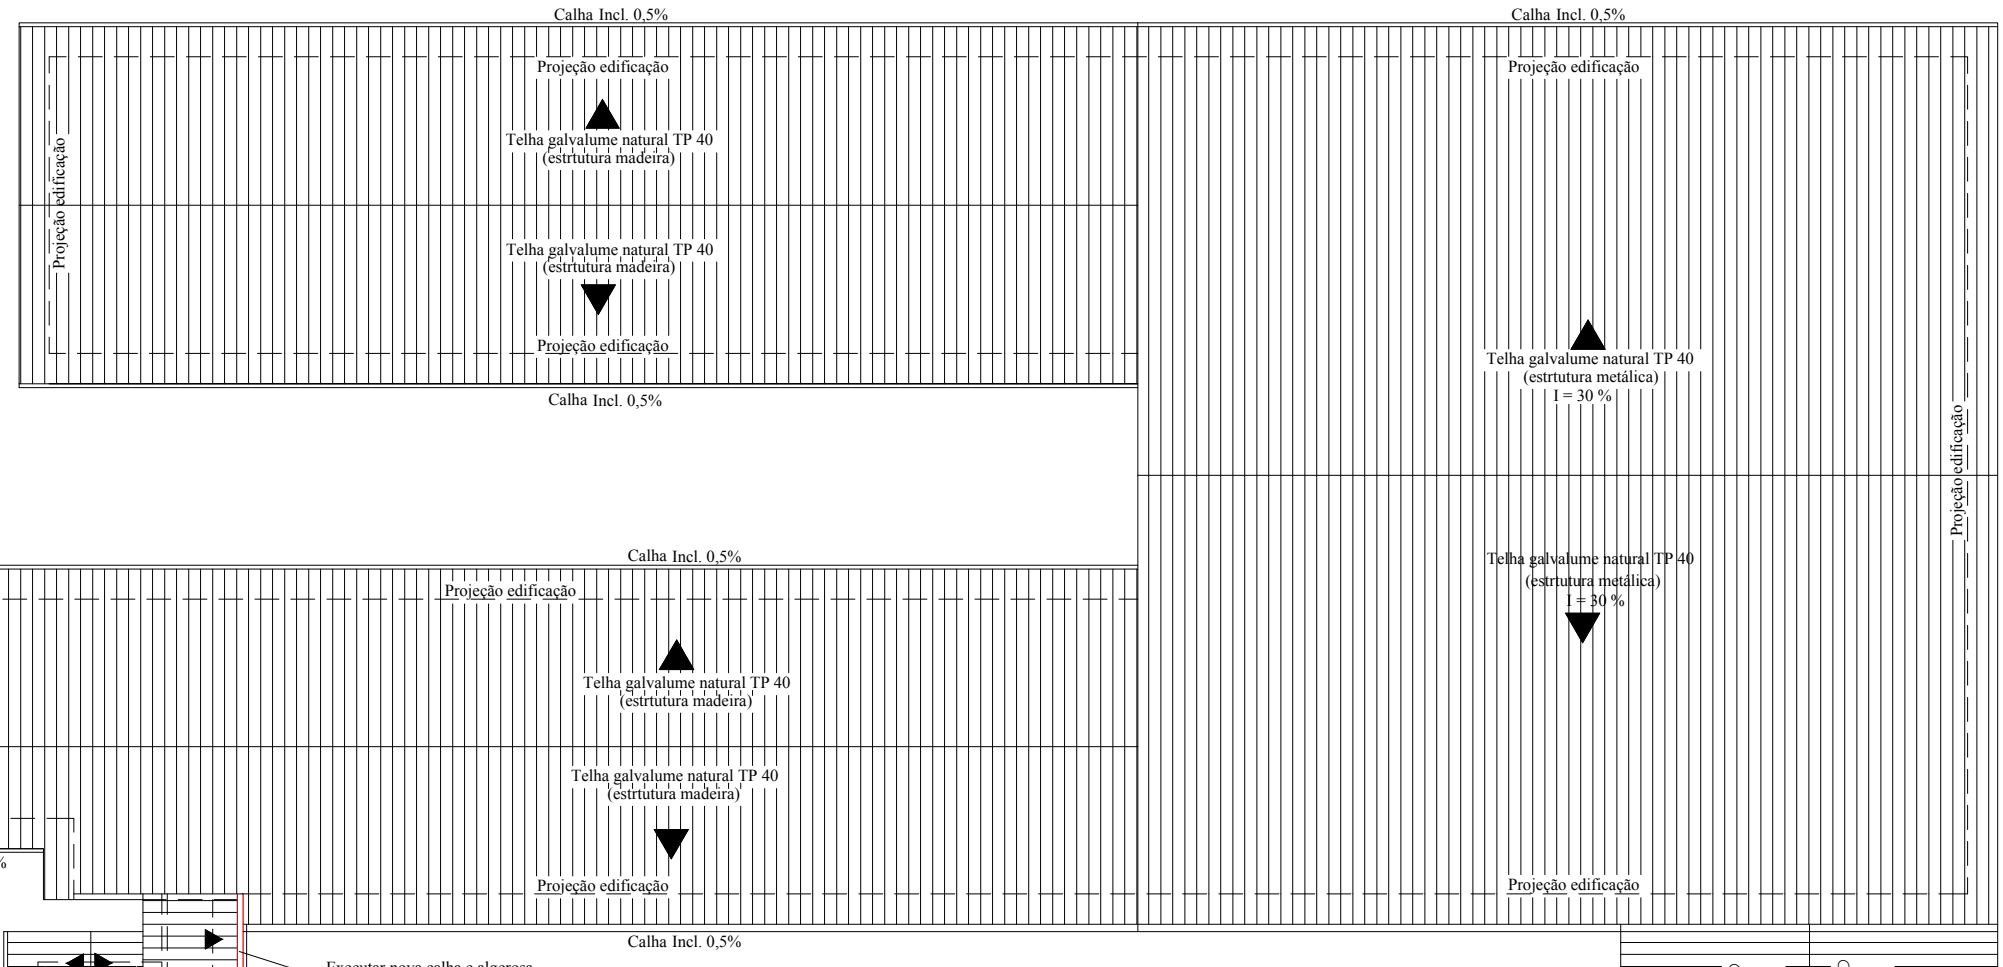 Calha Incl. 0,5%
Calha Incl. 0,5%
Projeção edificação
Projeção edificação
Telha galvalume natural TP 40
(estrtutura madeira)
Projeção edificação
Telha galvalume natural TP 40
(estrtutura madeira)
Projeção edificação
Calha Incl. 0,5%
Telha galvalume natural TP 40
(estrtutura metálica)
I = 30 %
Projeção edificação
Telha galvalume natural TP 40
(estrtutura metálica)
I = 30 %
Calha Incl. 0,5%
Projeção edificação
Telha galvalume natural TP 40
(estrtutura madeira)
Telha galvalume natural TP 40
(estrtutura madeira)
%
Projeção edificação
Projeção edificação
Calha Incl. 0,5%
Executar nova calha e algerosa